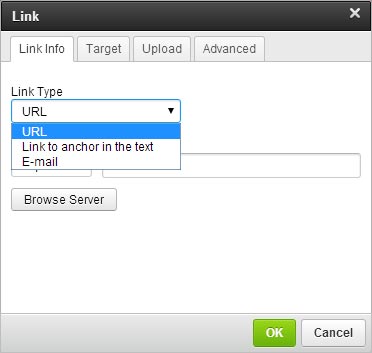 Link
Link Info Target Upload Advanced
Link Type
URL
URL
Link to anchor in the text
E-mail
Browse Server
OK Cancel